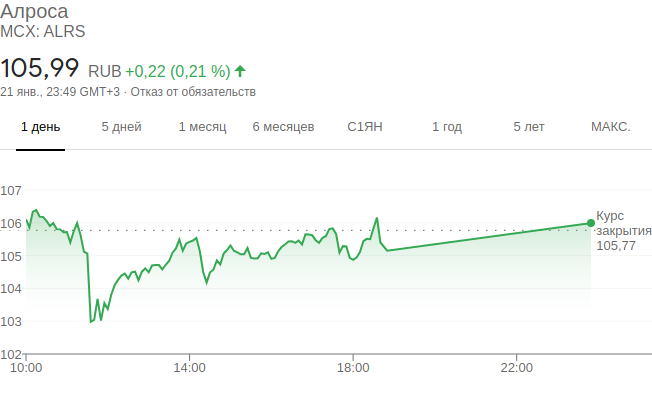 Алроса
MCX: ALRS
105,99 RUB +0,22 (0,21 %)
21 янв., 23:49 GMT+3 · Отказ от обязательств
1 день 5 дней 1 месяц 6 месяцев С1ЯН 1 год 5 лет МАКС.
107
106
105
104
103
102
Курс
закрытия
105,77
10:00 14:00 18:00 22:00